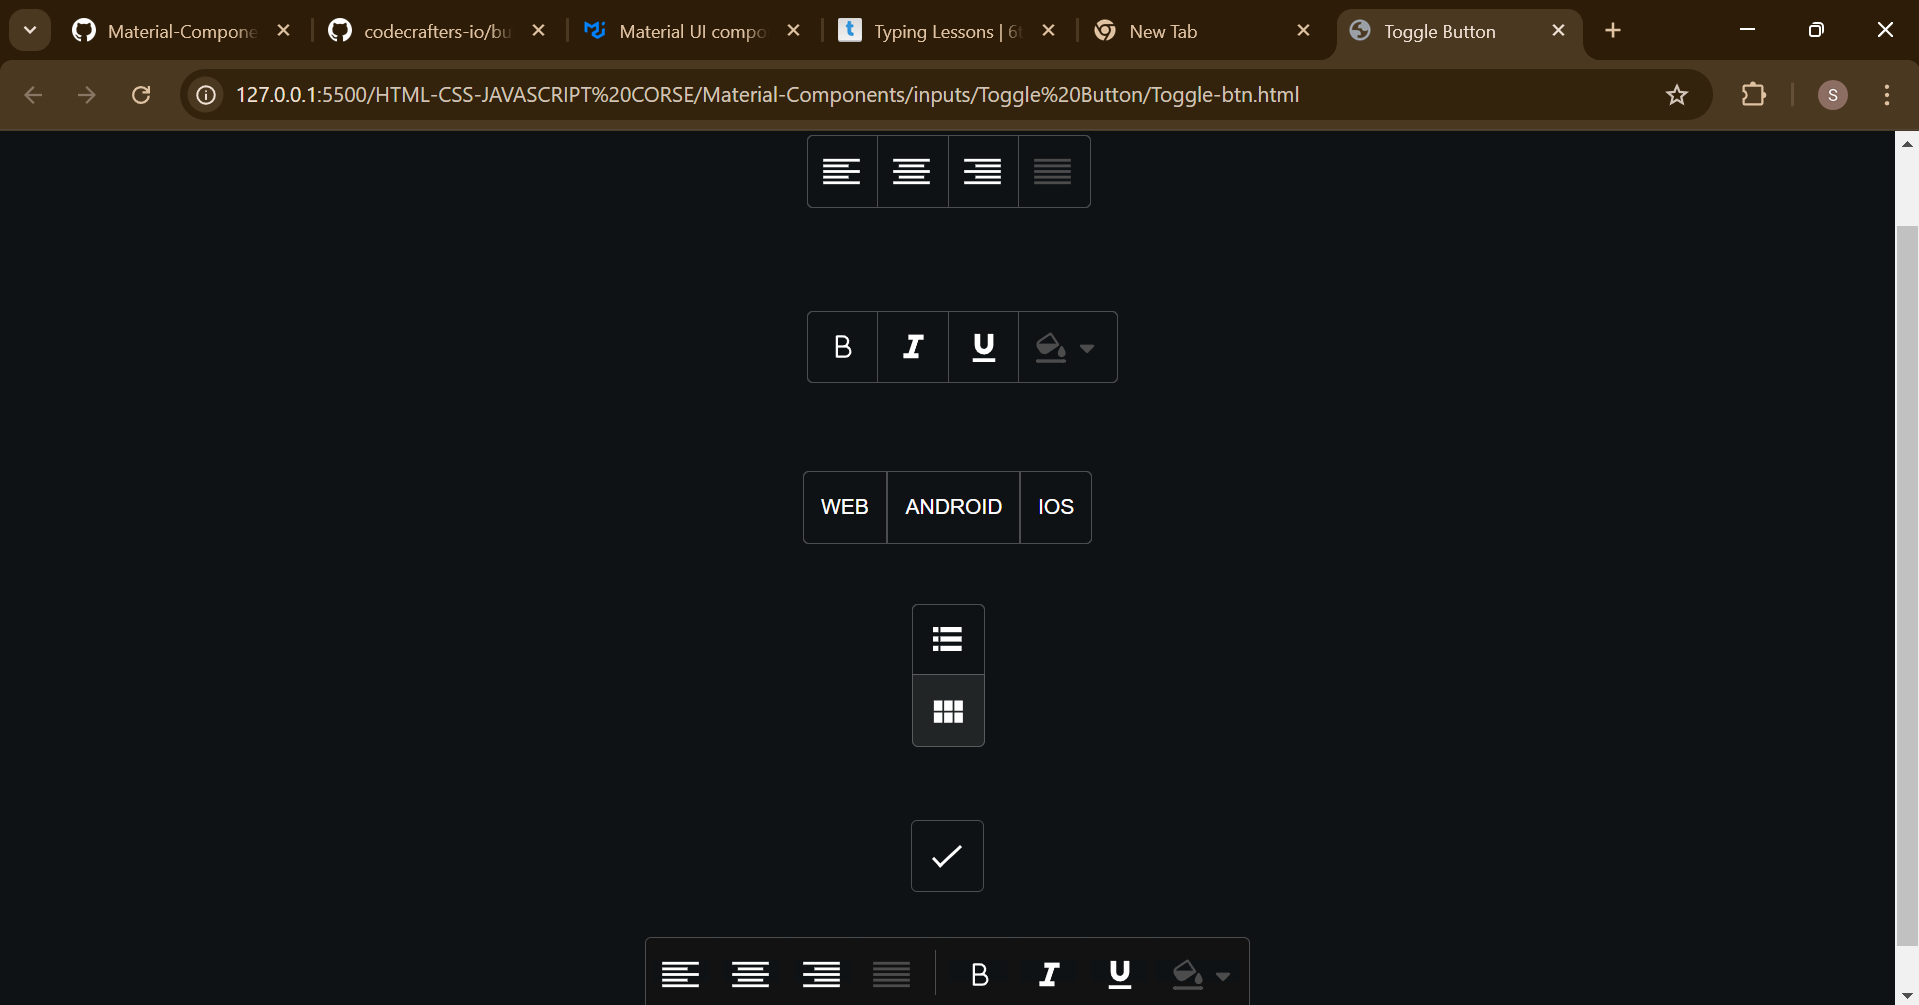 Material-Compone
codecrafters-io/bu
Material UI compo
Typing Lessons | 6
New Tab
Toggle Button
127.0.0.1:5500/HTML-CSS-JAVASCRIPT%20CORSE/Material-Components/inputs/Toggle%20Button/Toggle-btn.html
S
B I U
WEB ANDROID IOS
B I U